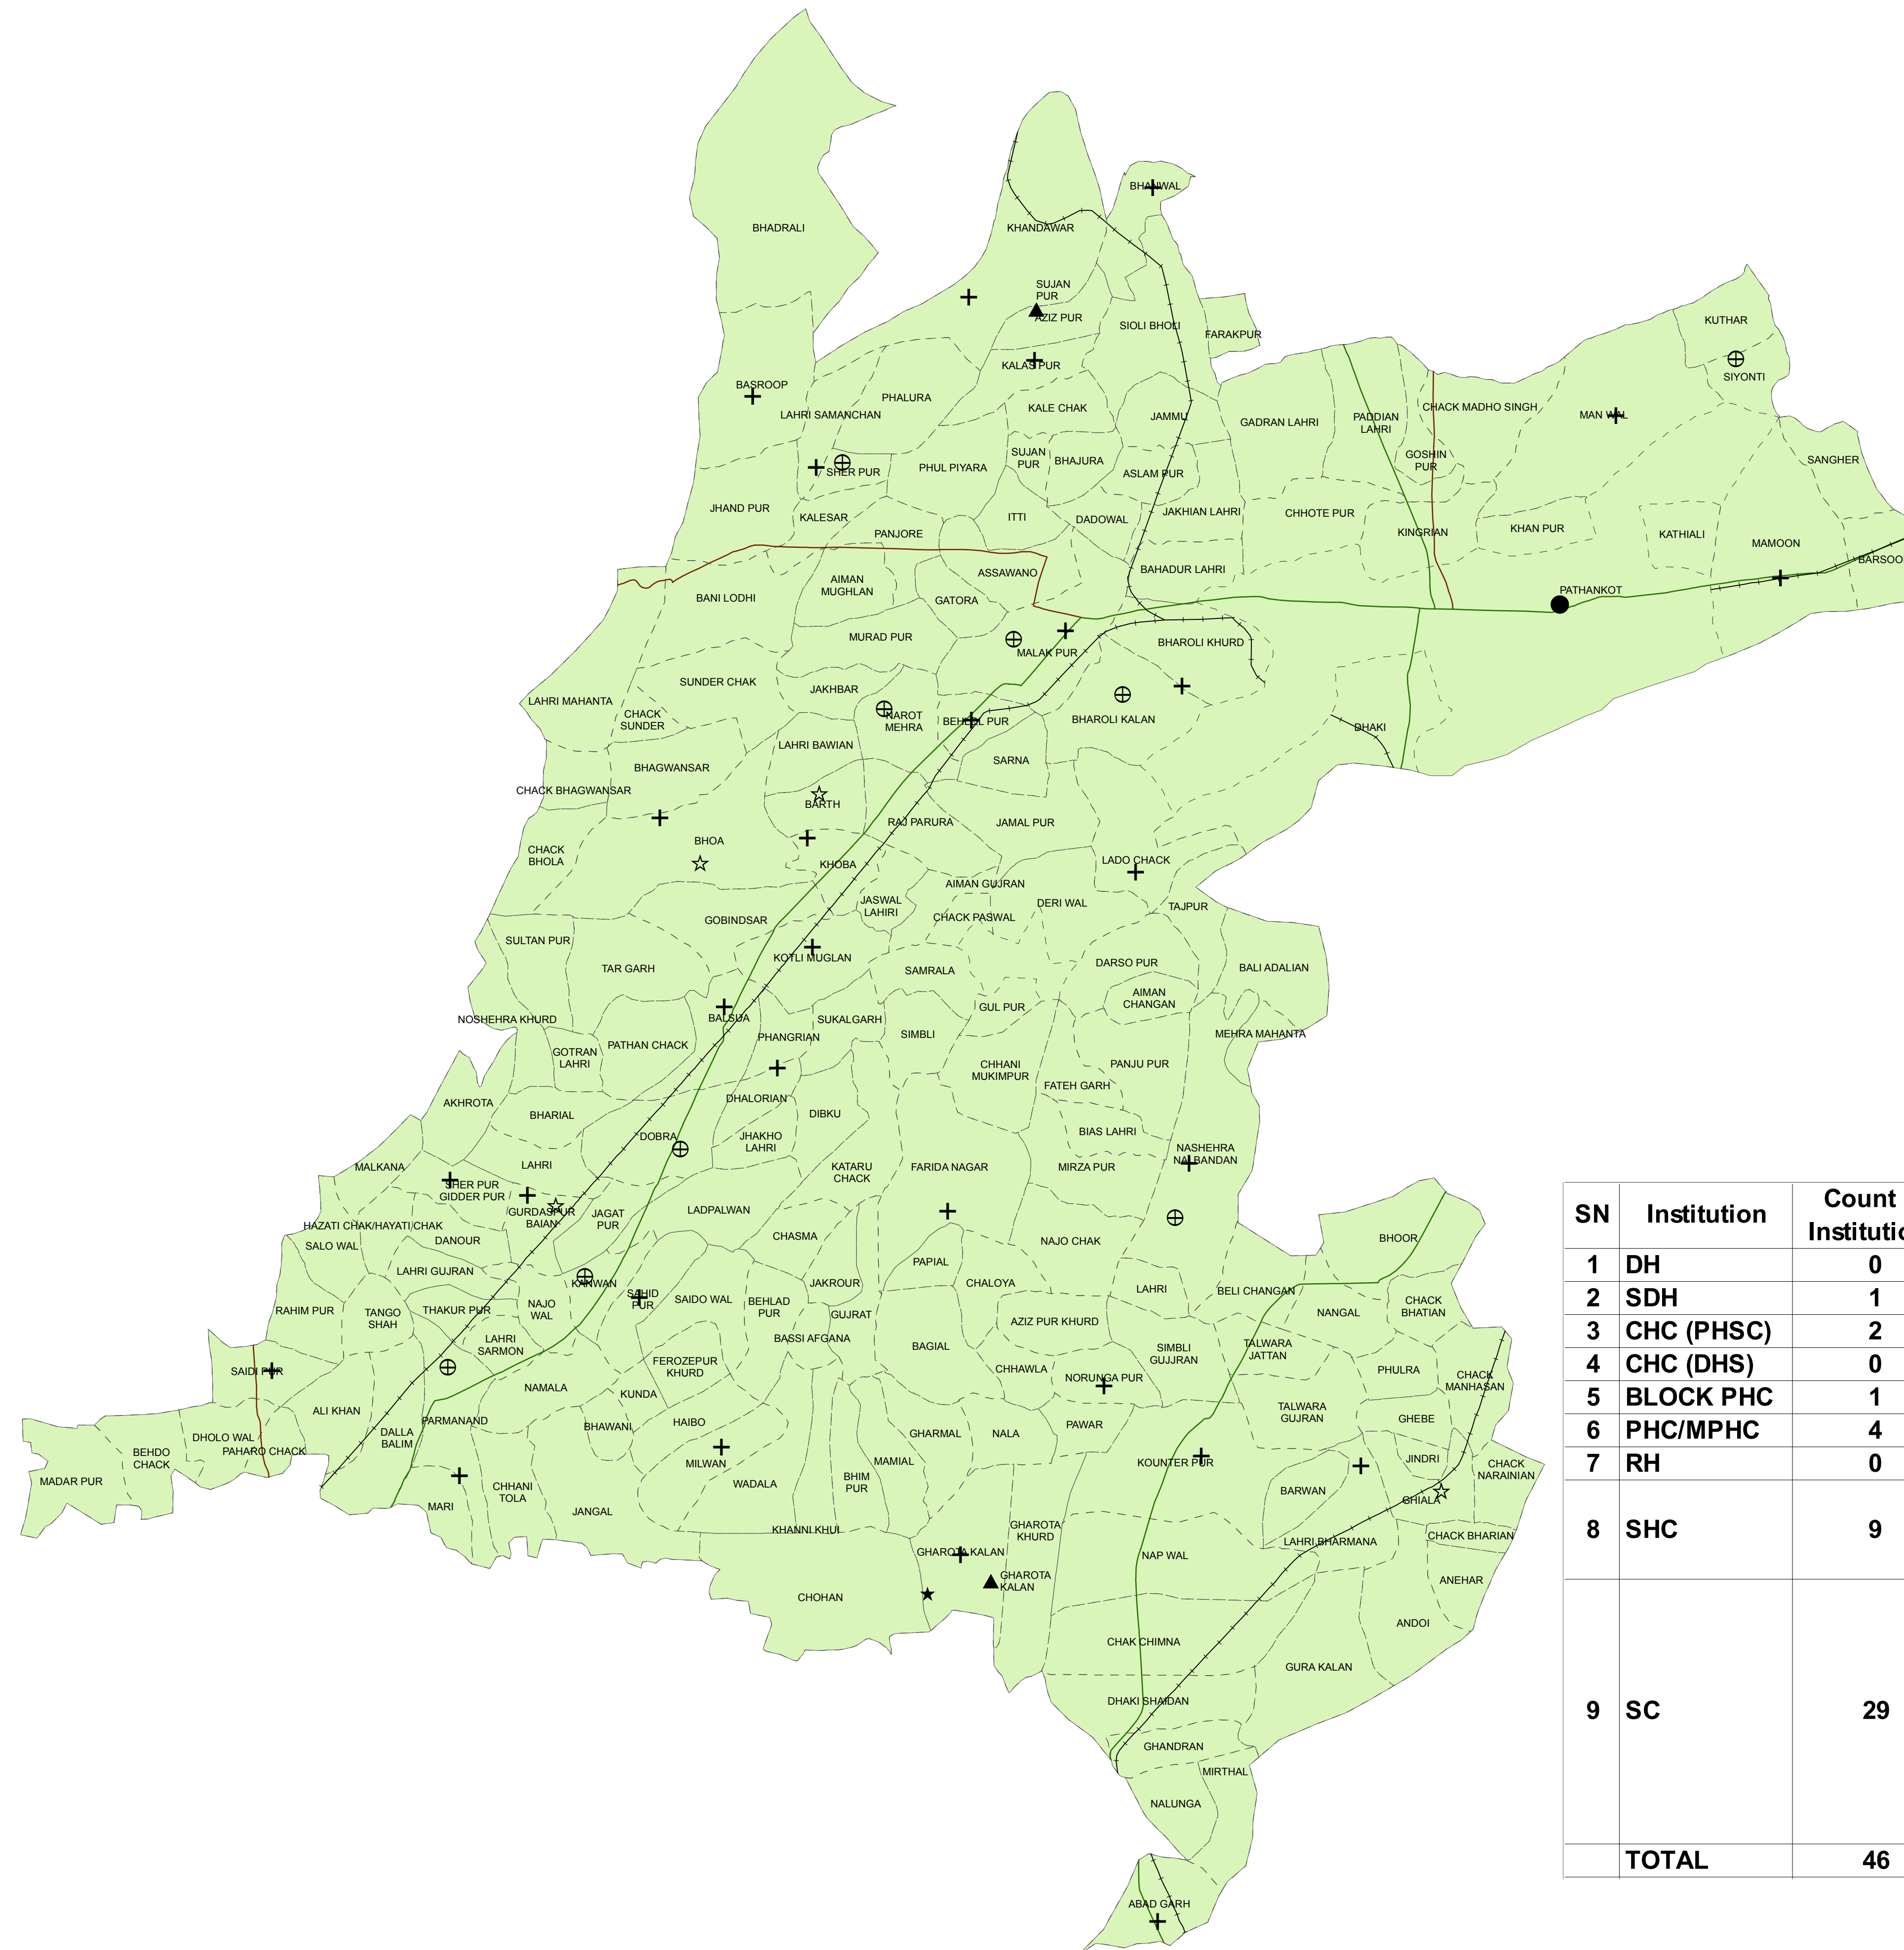 BHANWAL
BHADRALI
KHANDAWAR
SUJAN
PUR
AZIZ PUR
SIOLI BHOLI
FARAKPUR
KUTHAR
SIYONTI
KALAS PUR
BASROOP
PHALURA
LAHRI SAMANCHAN
KALE CHAK
JAMMU
GADRAN LAHRI
PADDIAN
LAHRI
CHACK MADHO SINGH
MAN WAL
SANGHER
SUJAN
PUR
BHAJURA
GOSHIN
PUR
SHER PUR
PHUL PIYARA
ASLAM PUR
JHAND PUR
KALESAR
ITTI
DADOWAL
JAKHIAN LAHRI
CHHOTE PUR
PANJORE
KINGRIAN
KHAN PUR
KATHIALI
MAMOON
BARSOO
ASSAWANO
BAHADUR LAHRI
AIMAN
MUGHLAN
PATHANKOT
BANI LODHI
GATORA
MURAD PUR
MALAK PUR
BHAROLI KHURD
SUNDER CHAK
JAKHBAR
LAHRI MAHANTA
CHACK
SUNDER
NAROT
MEHRA
BEHLOL PUR
BHAROLI KALAN
DHAKI
LAHRI BAWIAN
SARNA
BHAGWANSAR
CHACK BHAGWANSAR
BARTH
RAJ PARURA
JAMAL PUR
BHOA
CHACK
BHOLA
KHOBA
LADO CHACK
AIMAN GUJRAN
JASWAL
LAHIRI
DERI WAL
TAJPUR
CHACK PASWAL
GOBINDSAR
SULTAN PUR
KOTLI MUGLAN
DARSO PUR
BALI ADALIAN
TAR GARH
SAMRALA
AIMAN
CHANGAN
GUL PUR
NOSHEHRA KHURD
BALSUA
SUKALGARH
SIMBLI
MEHRA MAHANTA
PHANGRIAN
GOTRAN
LAHRI
PATHAN CHACK
CHHANI
MUKIMPUR
PANJU PUR
FATEH GARH
AKHROTA
DHALORIAN
DIBKU
BHARIAL
BIAS LAHRI
DOBRA
JHAKHO
LAHRI
NASHEHRA
NALBANDAN
MALKANA
LAHRI
KATARU
CHACK
FARIDA NAGAR
MIRZA PUR
SHER PUR
GIDDER PUR
LADPALWAN
GURDASPUR
BAIAN
JAGAT
PUR
HAZATI CHAK/HAYATI CHAK
CHASMA
NAJO CHAK
BHOOR
DANOUR
SALO WAL
PAPIAL
LAHRI GUJRAN
KANWAN
JAKROUR
CHALOYA
LAHRI
BELI CHANGAN
SAHID
PUR
SAIDO WAL
BEHLAD
PUR
CHACK
BHATIAN
NANGAL
RAHIM PUR
TANGO
SHAH
THAKUR PUR
NAJO
WAL
GUJRAT
AZIZ PUR KHURD
BASSI AFGANA
BAGIAL
LAHRI
SARMON
SIMBLI
GUJJRAN
TALWARA
JATTAN
FEROZEPUR
KHURD
CHHAWLA
PHULRA
SAIDI PUR
NORUNGA PUR
CHACK
MANHASAN
NAMALA
KUNDA
ALI KHAN
TALWARA
GUJRAN
GHEBE
PARMANAND
BHAWANI
HAIBO
PAWAR
DHOLO WAL
DALLA
BALIM
GHARMAL
NALA
BEHDO
CHACK
PAHARO CHACK
MILWAN
MAMIAL
KOUNTER PUR
JINDRI
CHACK
NARAINIAN
MADAR PUR
WADALA
BHIM
PUR
CHHANI
TOLA
BARWAN
GHIALA
MARI
JANGAL
KHANNI KHUI
GHAROTA
KHURD
CHACK BHARIAN
LAHRI BHARMANA
GHAROTA KALAN
NAP WAL
GHAROTA
KALAN
ANEHAR
CHOHAN
ANDOI
CHAK CHIMNA
GURA KALAN
DHAKI SHAIDAN
GHANDRAN
MIRTHAL
NALUNGA
ABAD GARH
SN Institution Count
Institutio
1 DH 0
2 SDH 1
3 CHC (PHSC) 2
4 CHC (DHS) 0
5 BLOCK PHC 1
6 PHC/MPHC 4
7 RH 0
8 SHC 9
9 SC 29
TOTAL 46